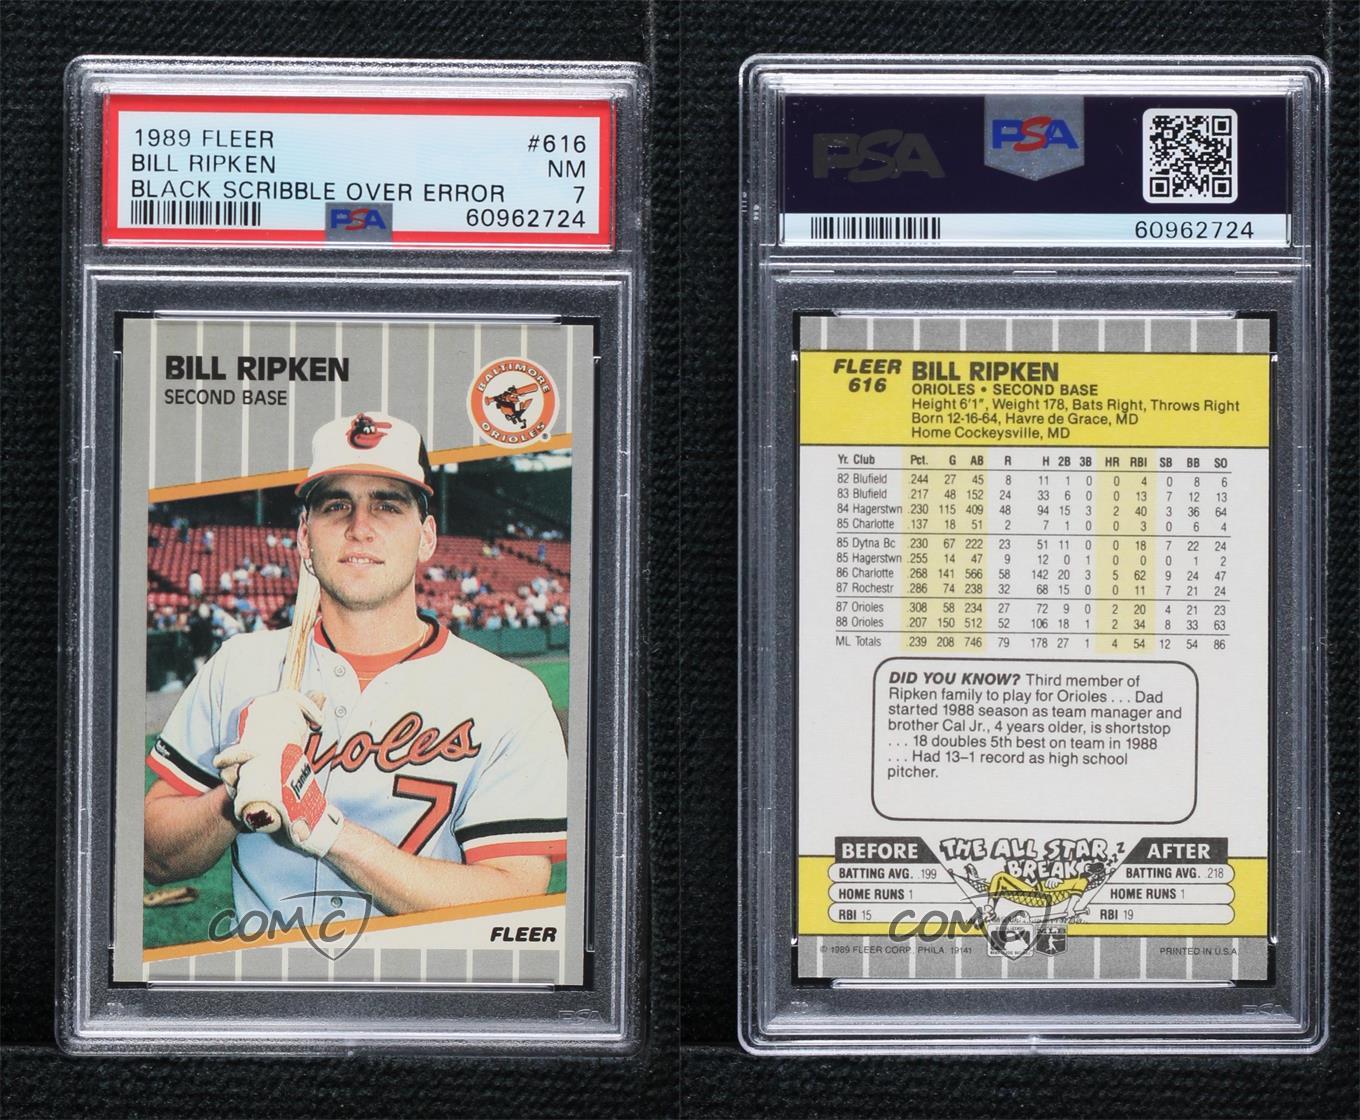 1989 FLEER #616
BILL RIPKEN NM
BLACK SCRIBBLE OVER ERROR 7
PSA 60962724
BILL RIPKEN
SECOND BASE
BALTIMORE
ORIOLES
Orioles
7
Franklin
FLEER
COMC
PSA
PSA PSA
60962724
FLEER 616
BILL RIPKEN
ORIOLES • SECOND BASE
Height 6'1", Weight 178, Bats Right, Throws Right
Born 12-16-64, Havre de Grace, MD
Home Cockeysville, MD
Yr. Club Pct. G AB R H 2B 3B HR RBI SB BB SO
82 Blufield .244 27 45 8 11 1 0 0 4 0 8 6
83 Blufield .217 48 152 24 33 6 0 0 13 7 12 13
84 Hagerstwn .230 115 409 48 94 15 3 2 40 3 36 64
85 Charlotte .137 18 51 2 7 1 0 0 3 0 6 4
85 Dytna Bc .230 67 222 23 51 11 0 0 18 7 22 24
85 Hagerstwn .255 14 47 9 12 0 1 0 0 0 1 2
86 Charlotte .268 141 566 58 142 20 3 5 62 9 24 47
87 Rochestr .286 74 238 32 68 15 0 0 11 7 21 24
87 Orioles .308 58 234 27 72 9 0 2 20 4 21 23
88 Orioles .207 150 512 52 106 18 1 2 34 8 33 63
ML Totals .239 208 746 79 178 27 1 4 54 12 54 86
DID YOU KNOW? Third member of
Ripken family to play for Orioles . . . Dad
started 1988 season as team manager and
brother Cal Jr., 4 years older, is shortstop
. . . 18 doubles 5th best on team in 1988
. . . Had 13–1 record as high school
pitcher.
BEFORE THE ALL STAR BREAK AFTER
zzZ
BATTING AVG. .199 BATTING AVG. .218
HOME RUNS 1 HOME RUNS 1
RBI 15 RBI 19
COMC
MLB
© 1989 FLEER CORP., PHILA. 19141 PRINTED IN U.S.A.
PSA